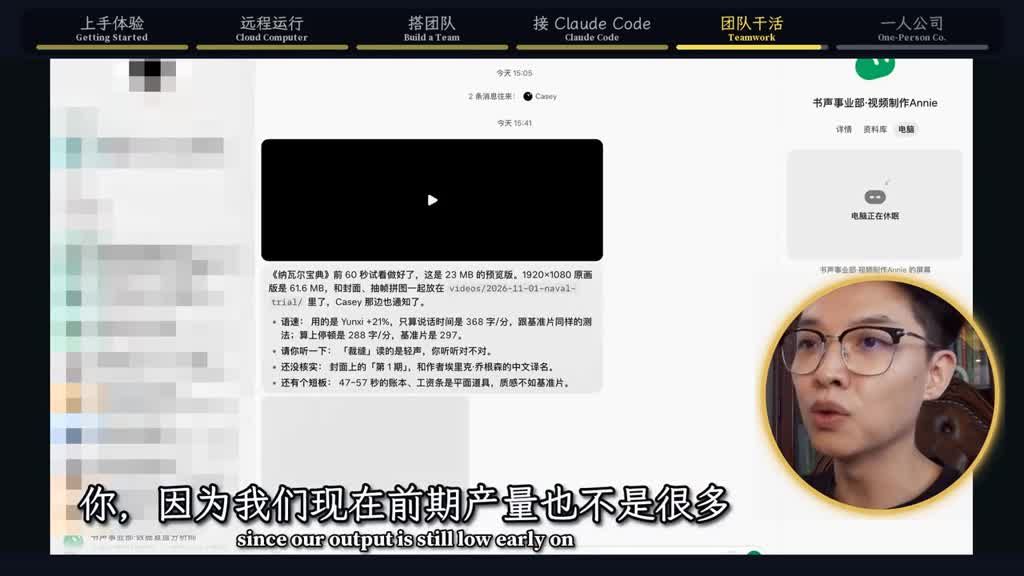 上手体验
Getting Started
远程运行
Cloud Computer
搭团队
Build a Team
接 Claude Code
Claude Code
团队干活
Teamwork
一人公司
One-Person Co.
今天 15:05
2 条消息往来： Casey
今天 15:41
《纳瓦尔宝典》前 60 秒试看做好了，这是 23 MB 的预览版。1920×1080 原画
版是 61.6 MB，和封面、抽帧拼图一起放在 videos/2026-11-01-naval-
trial/ 里了，Casey 那边也通知了。
• 语速： 用的是 Yunxi +21%，只算说话时间是 368 字/分，跟基准片同样的测
法；算上停顿是 288 字/分，基准片是 297。
• 请你听一下： 「裁缝」读的是轻声，你听听对不对。
• 还没核实： 封面上的「第 1 期」，和作者埃里克·乔根森的中文译名。
• 还有个短板： 47–57 秒的账本、工资条是平面道具，质感不如基准片。
书声事业部·视频制作Annie
详情 资料库 电脑
电脑正在休眠
书声事业部·视频制作Annie 的屏幕
你，因为我们现在前期产量也不是很多
since our output is still low early on